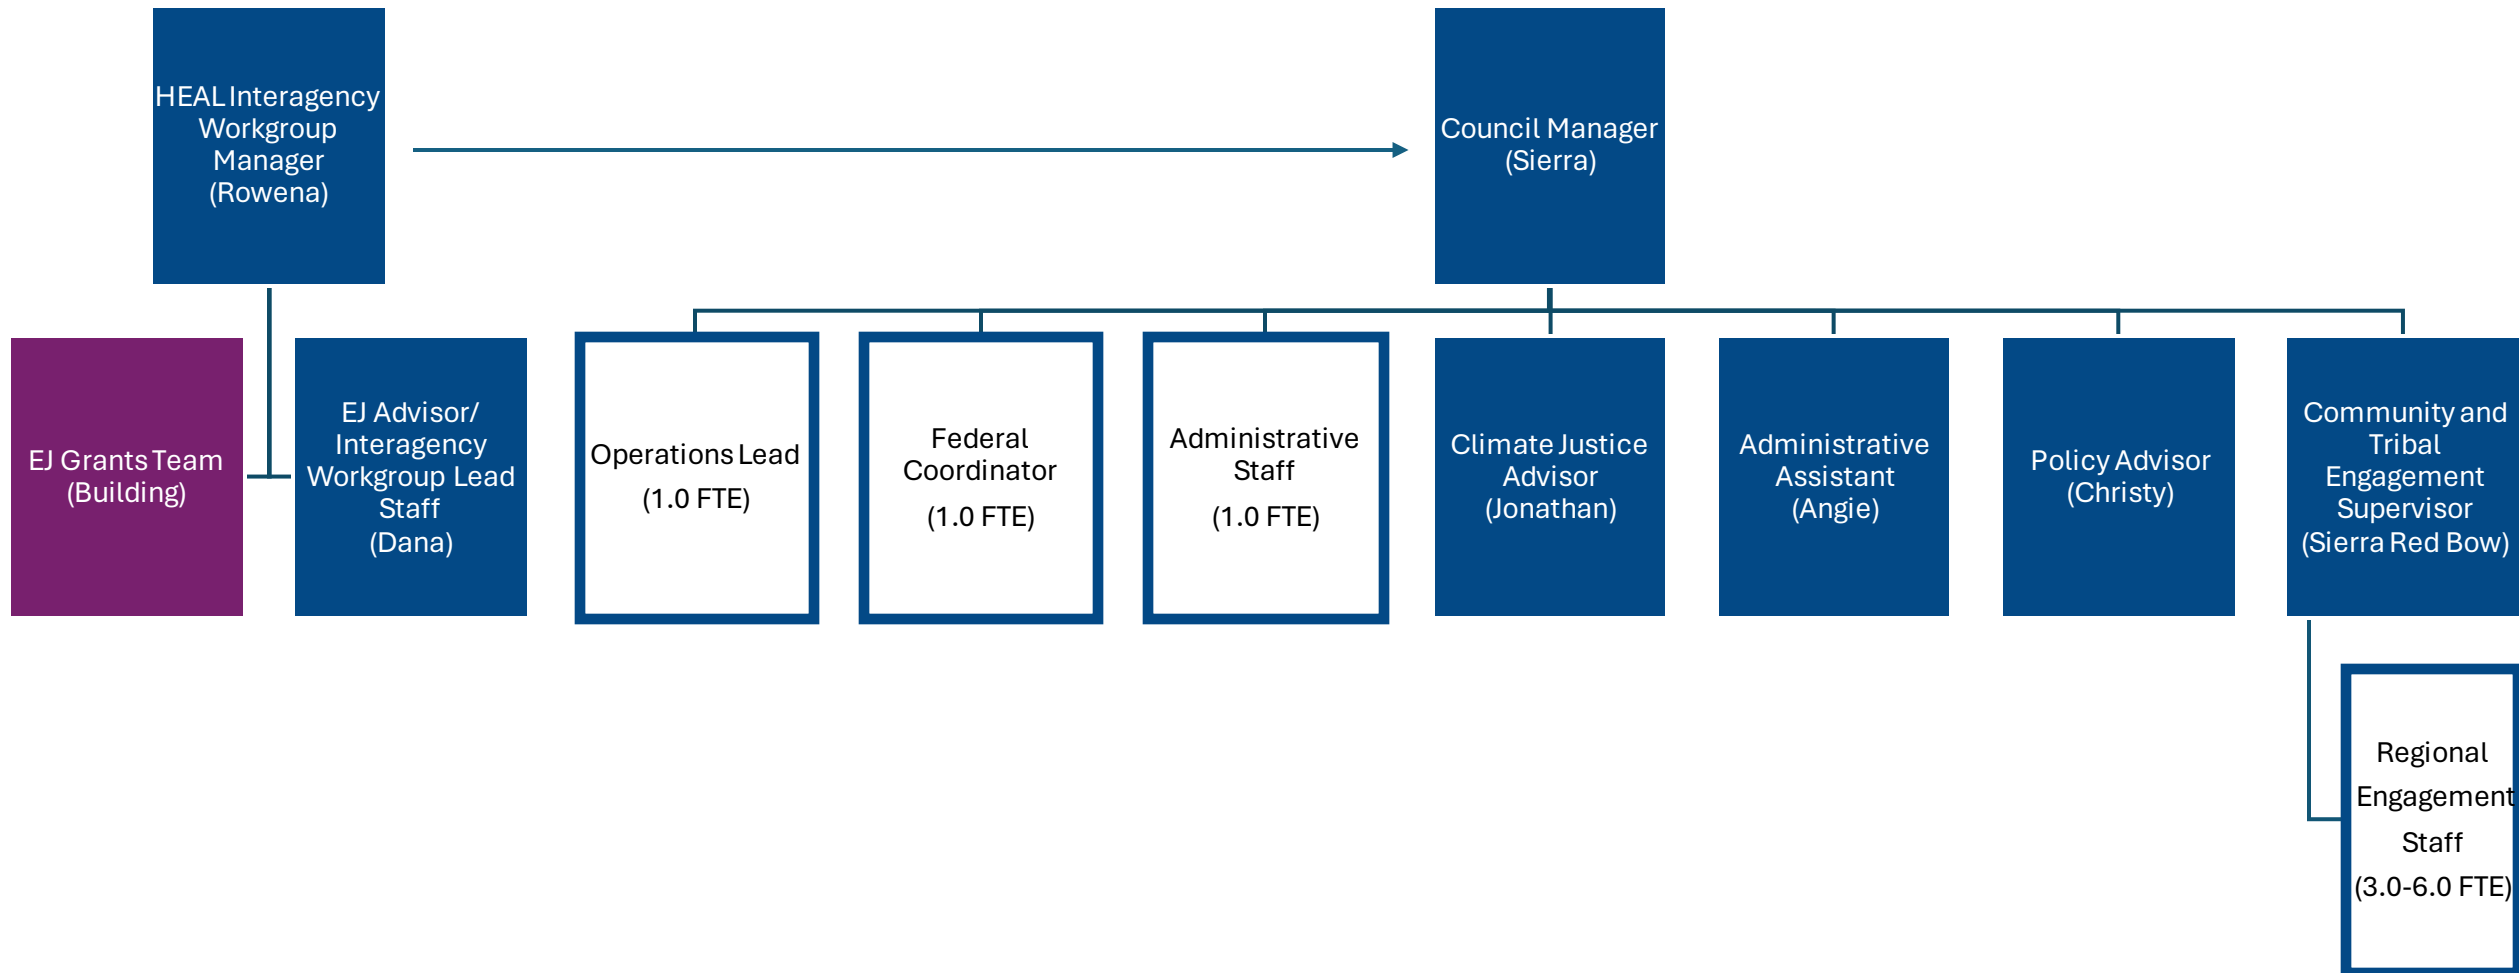 HEAL Interagency
Workgroup
Manager
(Rowena)
Council Manager
(Sierra)
EJ Grants Team
(Building)
EJ Advisor/
Interagency
Workgroup Lead
Staff
(Dana)
Operations Lead
(1.0 FTE)
Federal
Coordinator
(1.0 FTE)
Administrative
Staff
(1.0 FTE)
Climate Justice
Advisor
(Jonathan)
Administrative
Assistant
(Angie)
Policy Advisor
(Christy)
Community and
Tribal
Engagement
Supervisor
(Sierra Red Bow)
Regional
Engagement
Staff
(3.0-6.0 FTE)